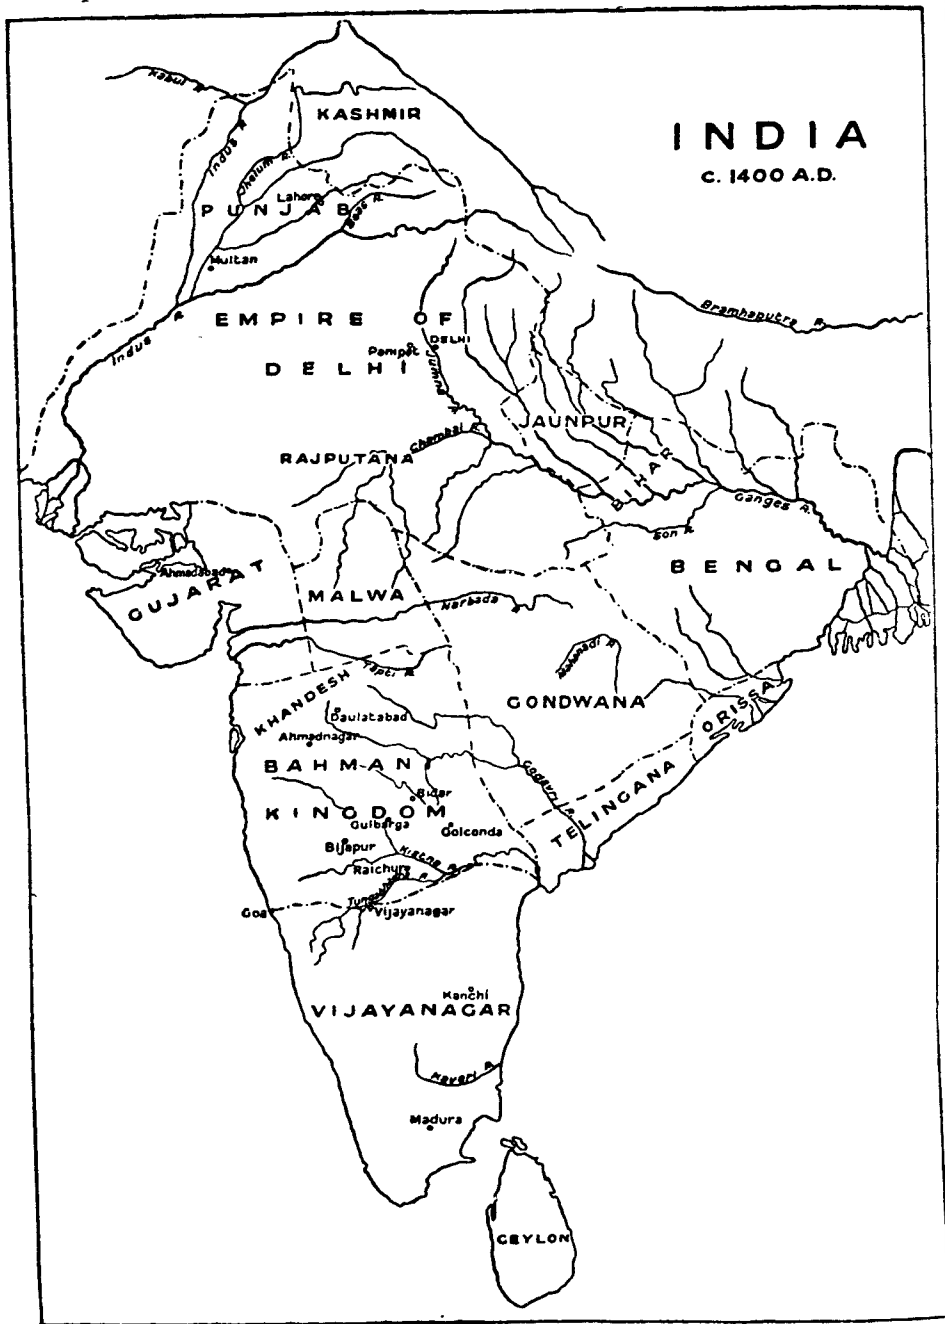 INDIA
C. 1400 A.D.
Kabul R.
KASHMIR
Indus R.
Jhelum R.
Lahore
PUNJAB
Beas R.
Multan
Bramhaputra R.
EMPIRE OF
DELHI
DELHI
Panipat
Jumna
Indus R.
JAUNPUR
Chambal R.
RAJPUTANA
BIHAR
Ganges R.
Son R.
BENGAL
Ahmadabad
GUJARAT
MALWA
Narbada R.
Mahanadi R.
Tapti R.
KHANDESH
GONDWANA
ORISSA
Daulatabad
Ahmadnagar
BAHMANI
Godavri R.
Bidar
KINGDOM
Gulbarga
Golconda
TELINGANA
Bijapur
Kistna R.
Raichur
Tungabhadra R.
Goa
Vijayanagar
Kanchi
VIJAYANAGAR
Kaveri R.
Madura
CEYLON